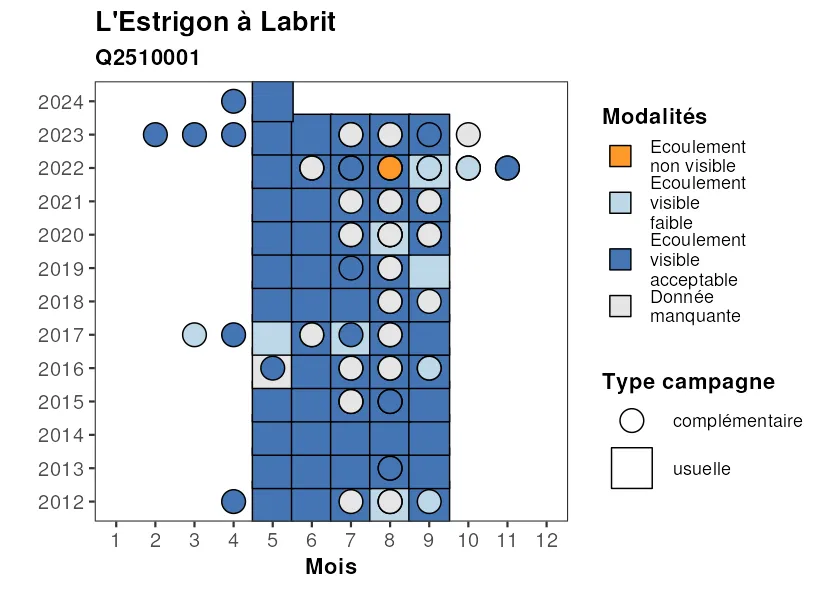 L'Estrigon à Labrit
Q2510001
2024
2023
2022
2021
2020
2019
2018
2017
2016
2015
2014
2013
2012
1 2 3 4 5 6 7 8 9 10 11 12
Mois
Modalités
Ecoulement
non visible
Ecoulement
visible
faible
Ecoulement
visible
acceptable
Donnée
manquante
Type campagne
complémentaire
usuelle